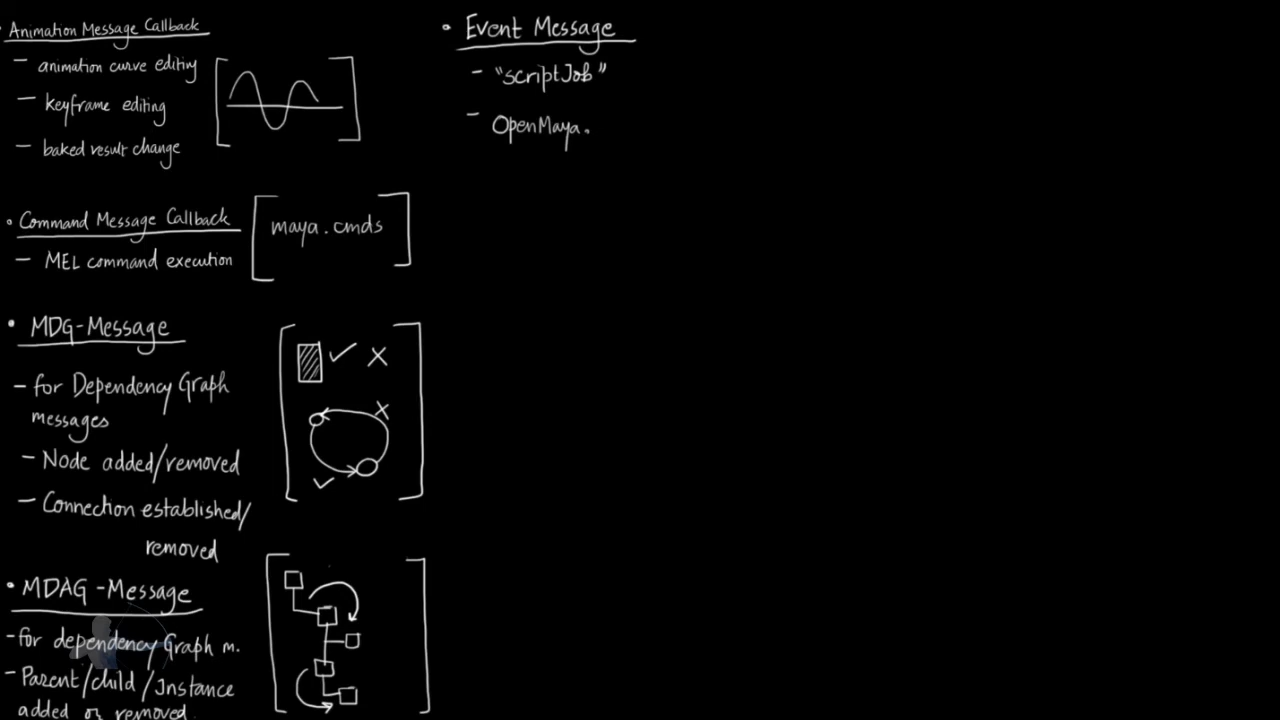 • Animation Message Callback
– animation curve editing
– keyframe editing
– baked result change
• Command Message Callback
– MEL command execution
maya.cmds
• MDG-Message
– for Dependency Graph
messages
– Node added/removed
– Connection established/
removed
• MDAG-Message
– for dependency Graph m.
– Parent/child/Instance
added or removed.
• Event Message
– "scriptJob"
– OpenMaya.